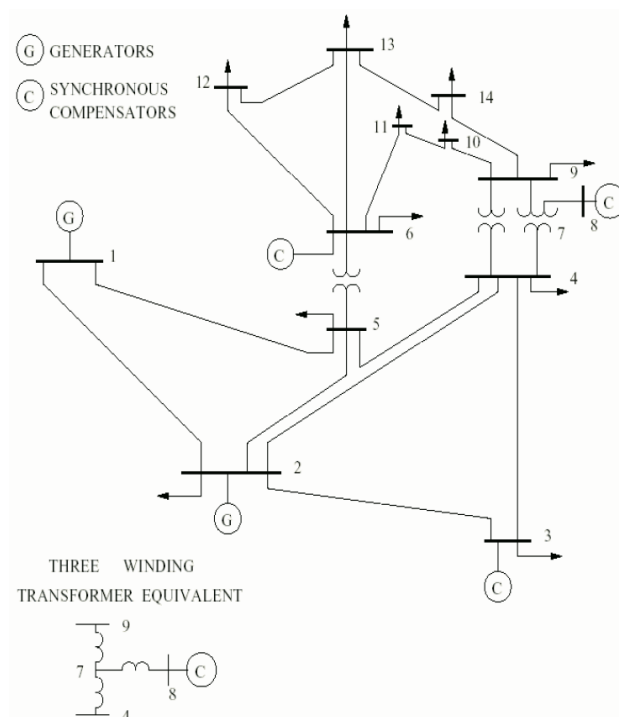 G GENERATORS
C SYNCHRONOUS
COMPENSATORS
13
12
14
11
10
9
G
C
7
8
C
6
1
4
5
2
G
3
C
THREE WINDING
TRANSFORMER EQUIVALENT
9
7
C
8
4